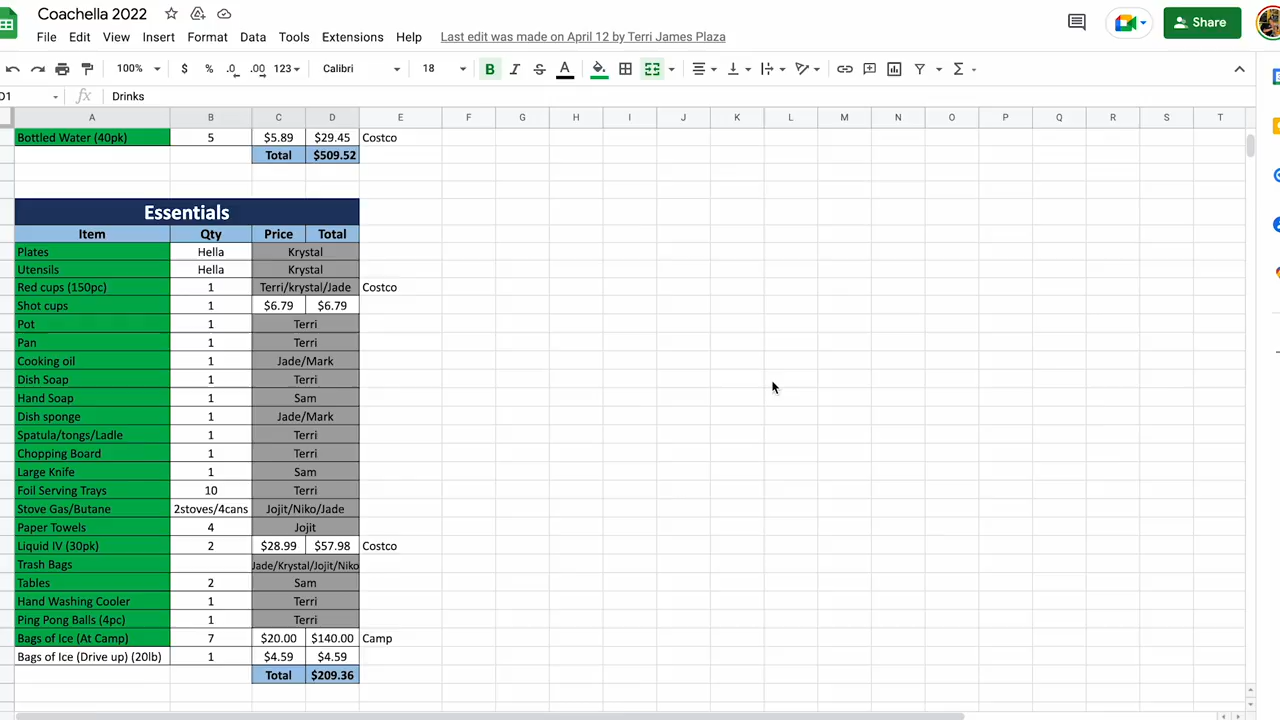 Coachella 2022
File Edit View Insert Format Data Tools Extensions Help Last edit was made on April 12 by Terri James Plaza
Share
100% $ % .0 .00 123 Calibri 18 B I S A
D1 fx Drinks
A B C D E F G H I J K L M N O P Q R S T
Bottled Water (40pk) 5 $5.89 $29.45 Costco
Total $509.52
Essentials
Item Qty Price Total
Plates Hella Krystal
Utensils Hella Krystal
Red cups (150pc) 1 Terri/krystal/Jade Costco
Shot cups 1 $6.79 $6.79
Pot 1 Terri
Pan 1 Terri
Cooking oil 1 Jade/Mark
Dish Soap 1 Terri
Hand Soap 1 Sam
Dish sponge 1 Jade/Mark
Spatula/tongs/Ladle 1 Terri
Chopping Board 1 Terri
Large Knife 1 Sam
Foil Serving Trays 10 Terri
Stove Gas/Butane 2stoves/4cans Jojit/Niko/Jade
Paper Towels 4 Jojit
Liquid IV (30pk) 2 $28.99 $57.98 Costco
Trash Bags Jade/Krystal/Jojit/Niko
Tables 2 Sam
Hand Washing Cooler 1 Terri
Ping Pong Balls (4pc) 1 Terri
Bags of Ice (At Camp) 7 $20.00 $140.00 Camp
Bags of Ice (Drive up) (20lb) 1 $4.59 $4.59
Total $209.36